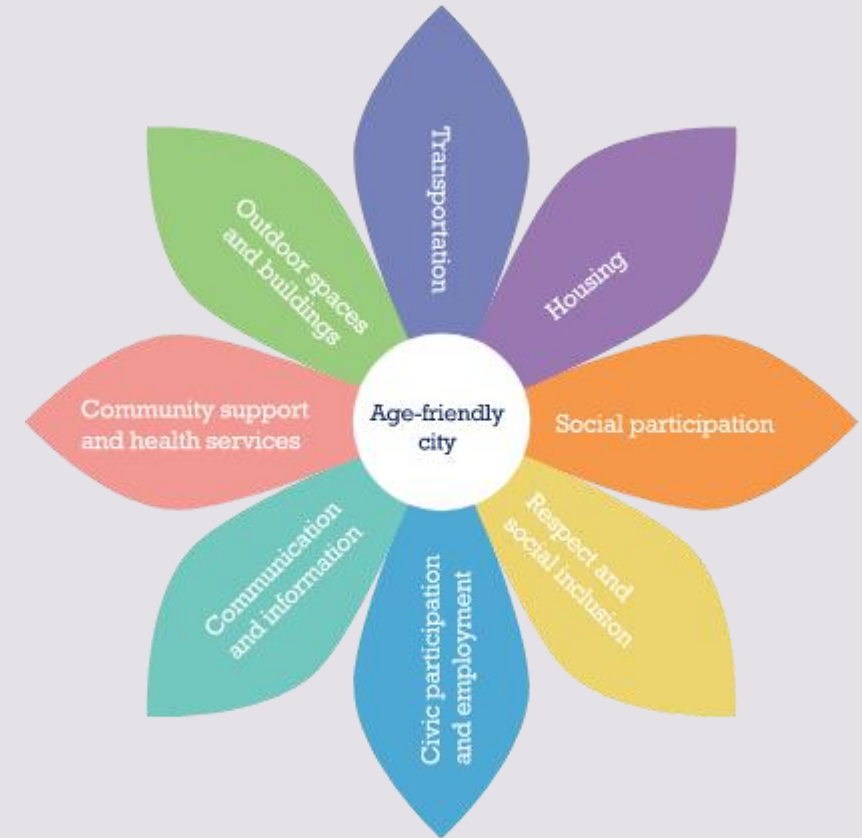 Transportation
Housing
Social participation
Respect and
social inclusion
Civic participation
and employment
Communication
and information
Community support
and health services
Outdoor spaces
and buildings
Age-friendly
city